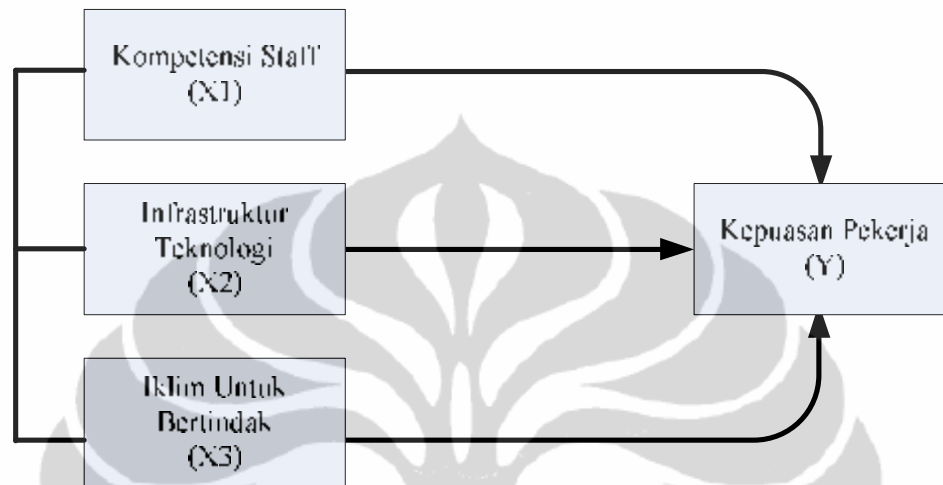 Kompetensi Staff
(X1)
Infrastruktur
Teknologi
(X2)
Kepuasan Pekerja
(Y)
Iklim Untuk
Bertindak
(X3)